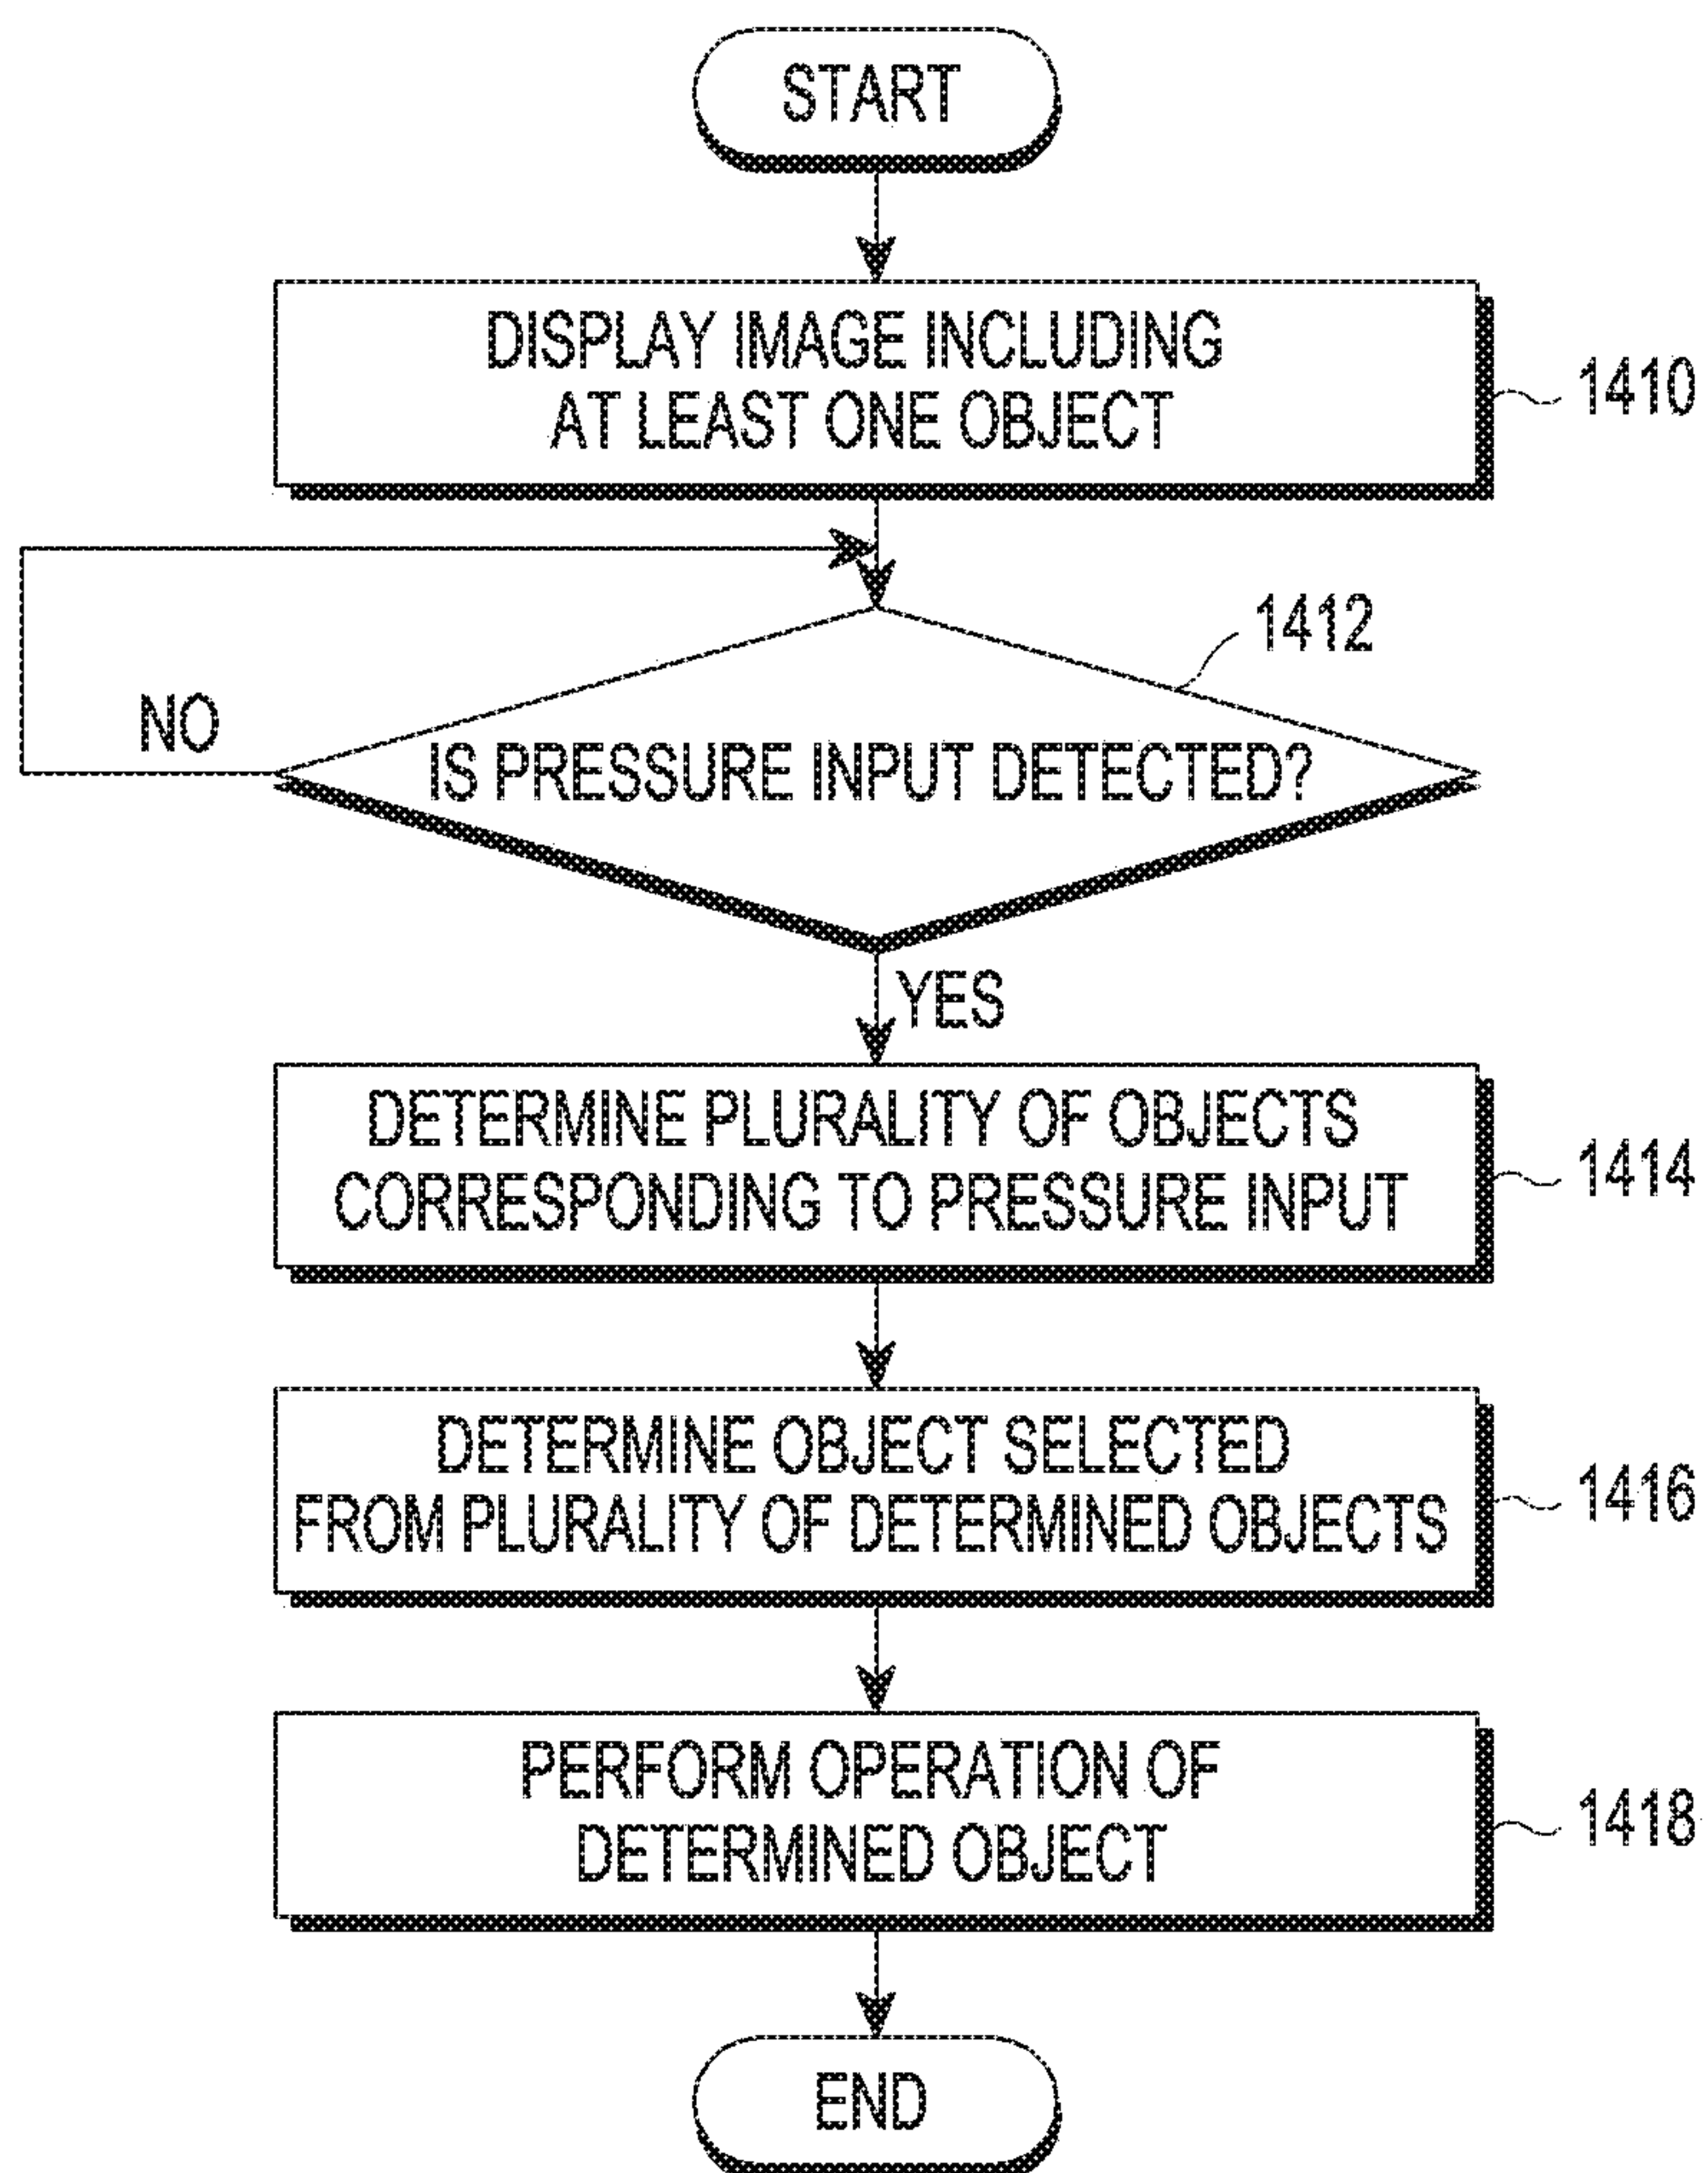 START
DISPLAY IMAGE INCLUDING
AT LEAST ONE OBJECT
1410
1412
NO
IS PRESSURE INPUT DETECTED?
YES
DETERMINE PLURALITY OF OBJECTS
CORRESPONDING TO PRESSURE INPUT
1414
DETERMINE OBJECT SELECTED
FROM PLURALITY OF DETERMINED OBJECTS
1416
PERFORM OPERATION OF
DETERMINED OBJECT
1418
END